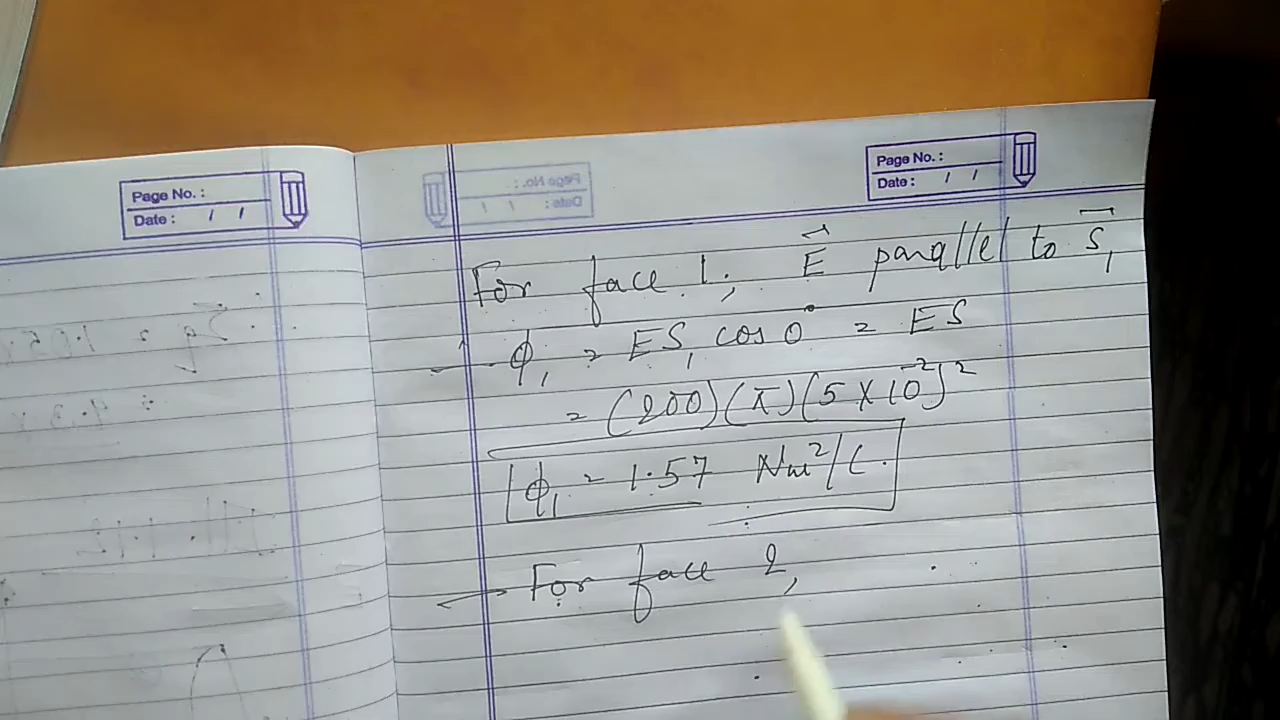 Page No. :
Date : / /
Page No. :
Date : / /
For face 1, E⃗ parallel to S⃗₁
ϕ₁ = ES₁ cos 0° = ES
= (200)(π)(5 × 10⁻²)²
ϕ₁ = 1.57 Nm²/C.
→ For face 2,